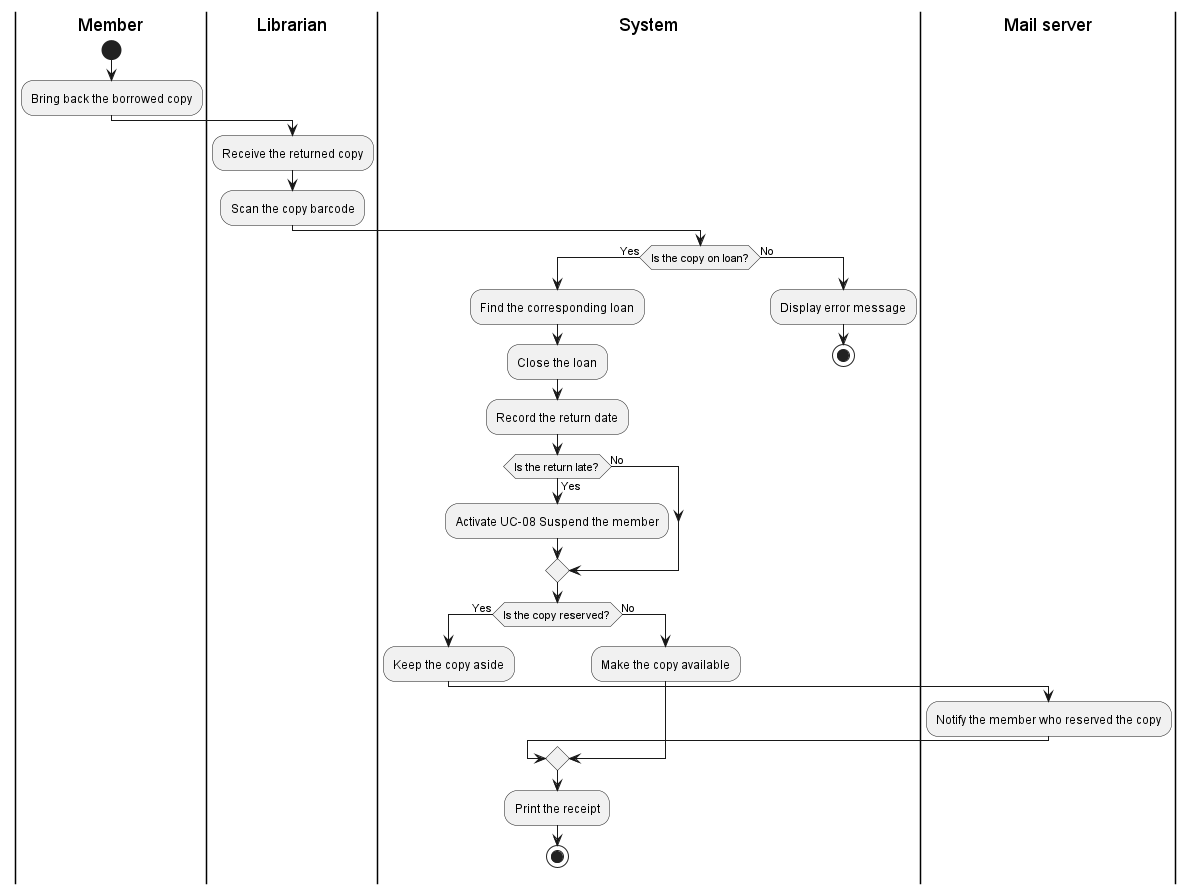 Member
Librarian
System
Mail server
Bring back the borrowed copy
Receive the returned copy
Scan the copy barcode
Yes
Is the copy on loan?
No
Find the corresponding loan
Display error message
Close the loan
Record the return date
Is the return late?
No
Yes
Activate UC-08 Suspend the member
Yes
Is the copy reserved?
No
Keep the copy aside
Make the copy available
Notify the member who reserved the copy
Print the receipt